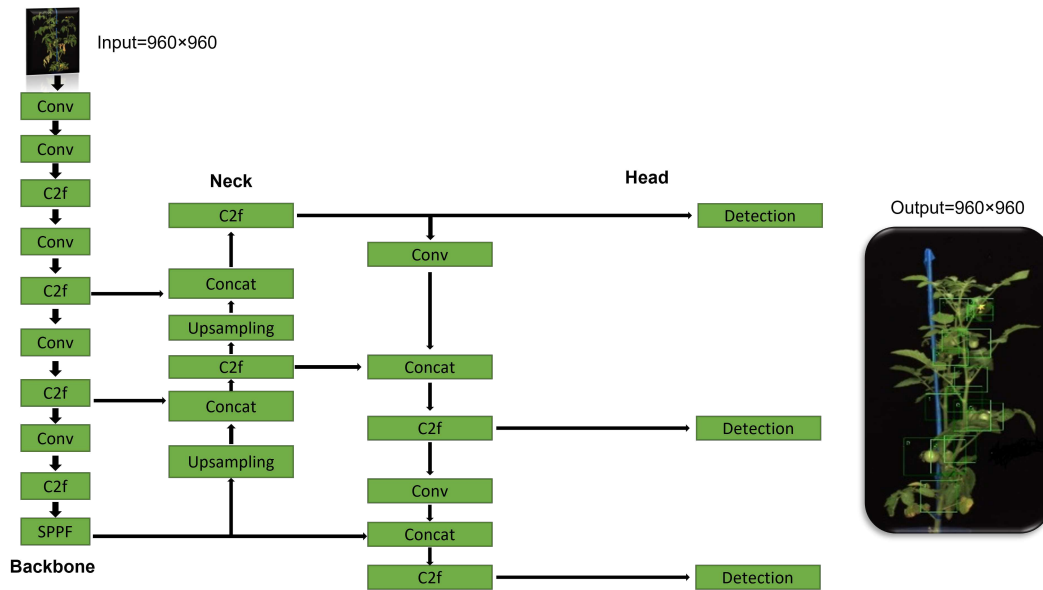 Input=960×960
Conv
Conv
C2f
Conv
C2f
Conv
C2f
Conv
C2f
SPPF
Backbone
Neck
C2f
Concat
Upsampling
C2f
Concat
Upsampling
Head
Conv
Concat
C2f
Conv
Concat
C2f
Detection
Detection
Detection
Output=960×960